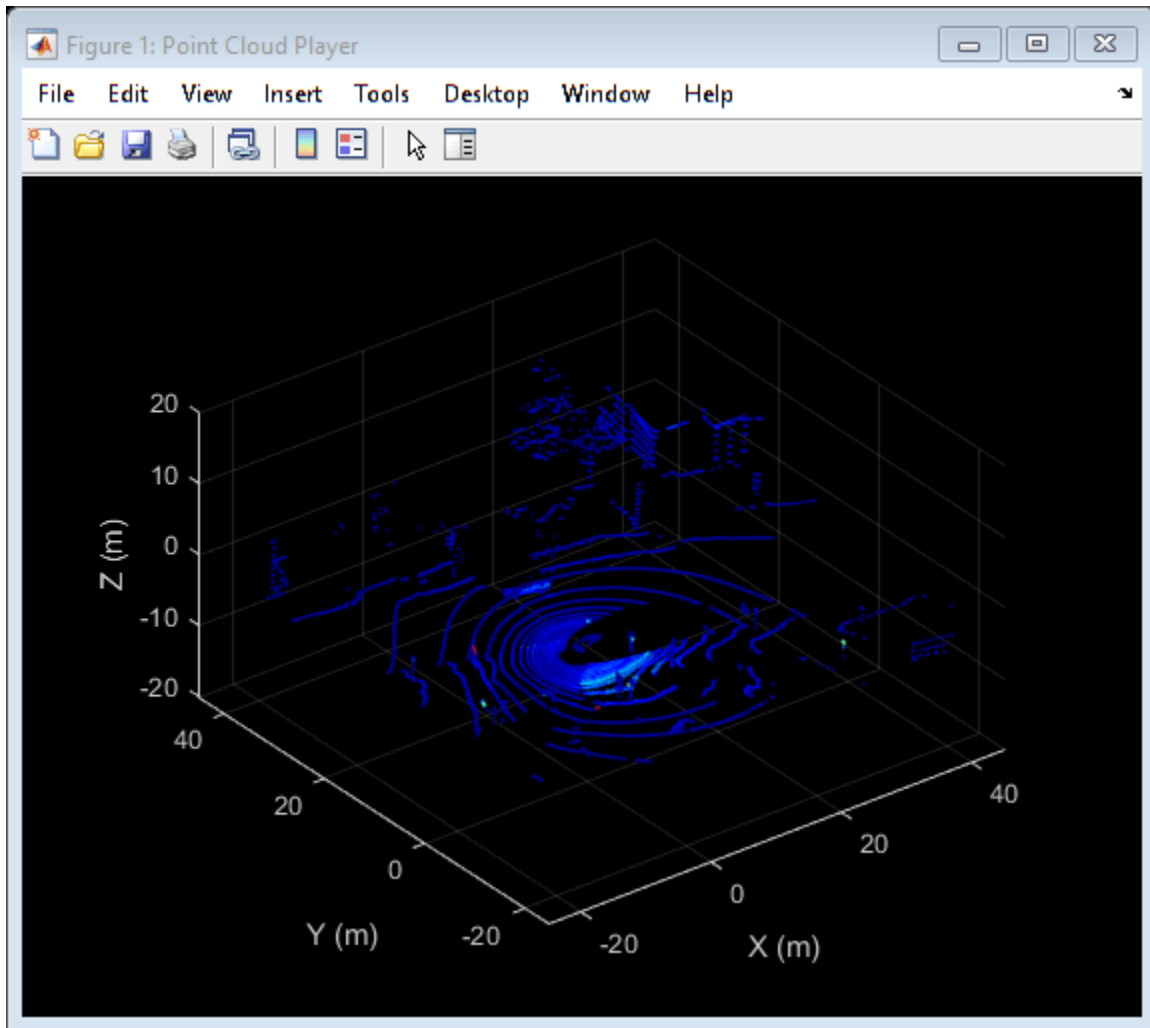 Figure 1: Point Cloud Player
File Edit View Insert Tools Desktop Window Help
20
10
0
-10
-20
Z (m)
40
20
0
-20
Y (m)
-20
0
20
40
X (m)